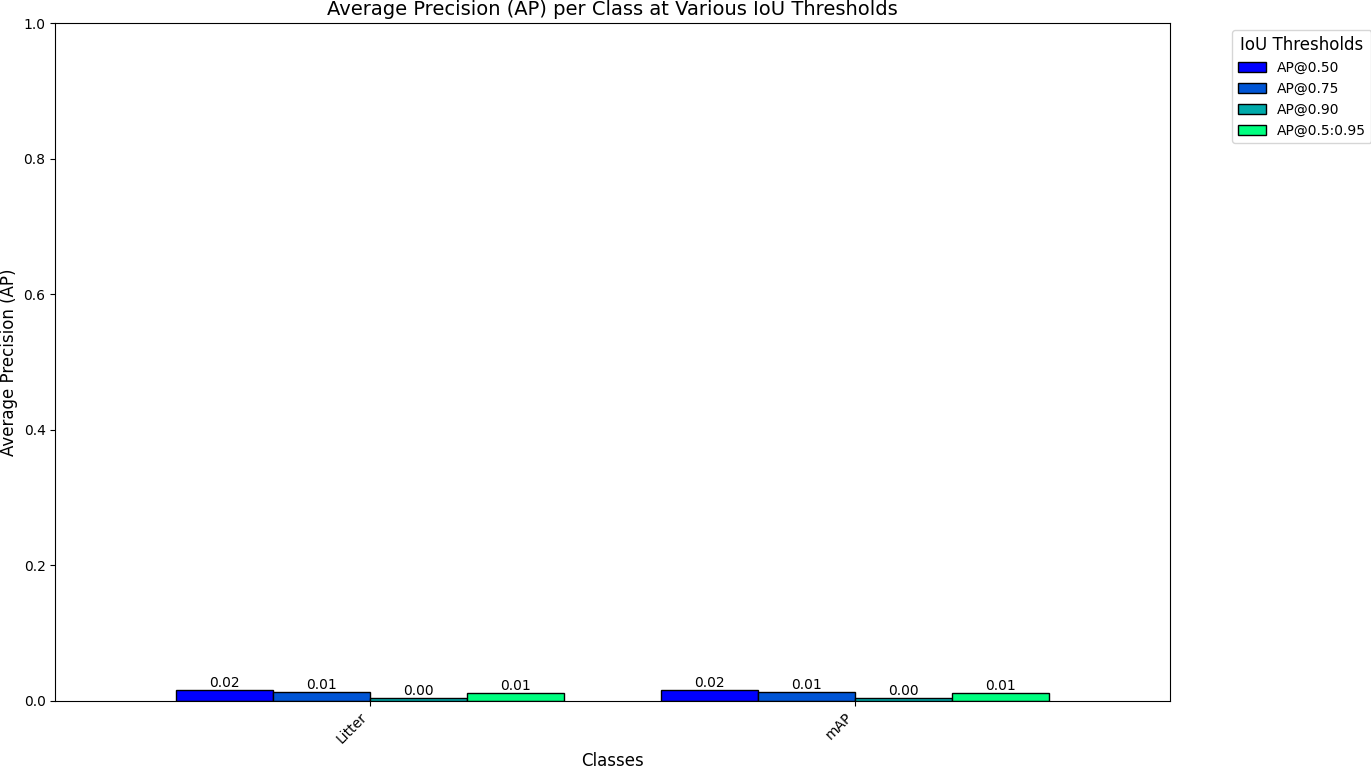 Average Precision (AP) per Class at Various IoU Thresholds
IoU Thresholds
AP@0.50
AP@0.75
AP@0.90
AP@0.5:0.95
Average Precision (AP)
1.0
0.8
0.6
0.4
0.2
0.0
0.02
0.01
0.00
0.01
0.02
0.01
0.00
0.01
Litter
mAP
Classes